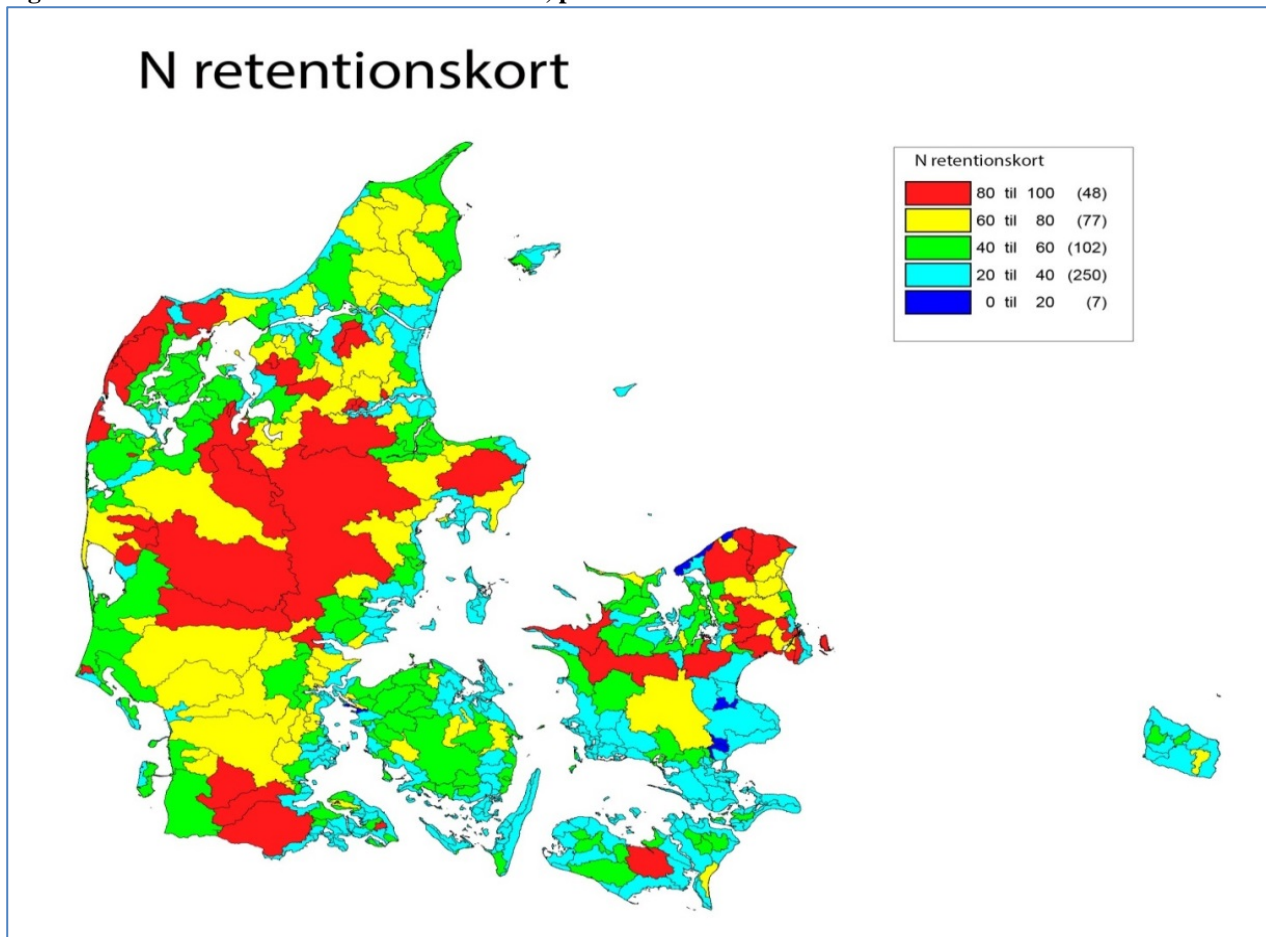 N retentionskort
N retentionskort
80 til 100 (48)
60 til 80 (77)
40 til 60 (102)
20 til 40 (250)
0 til 20 (7)